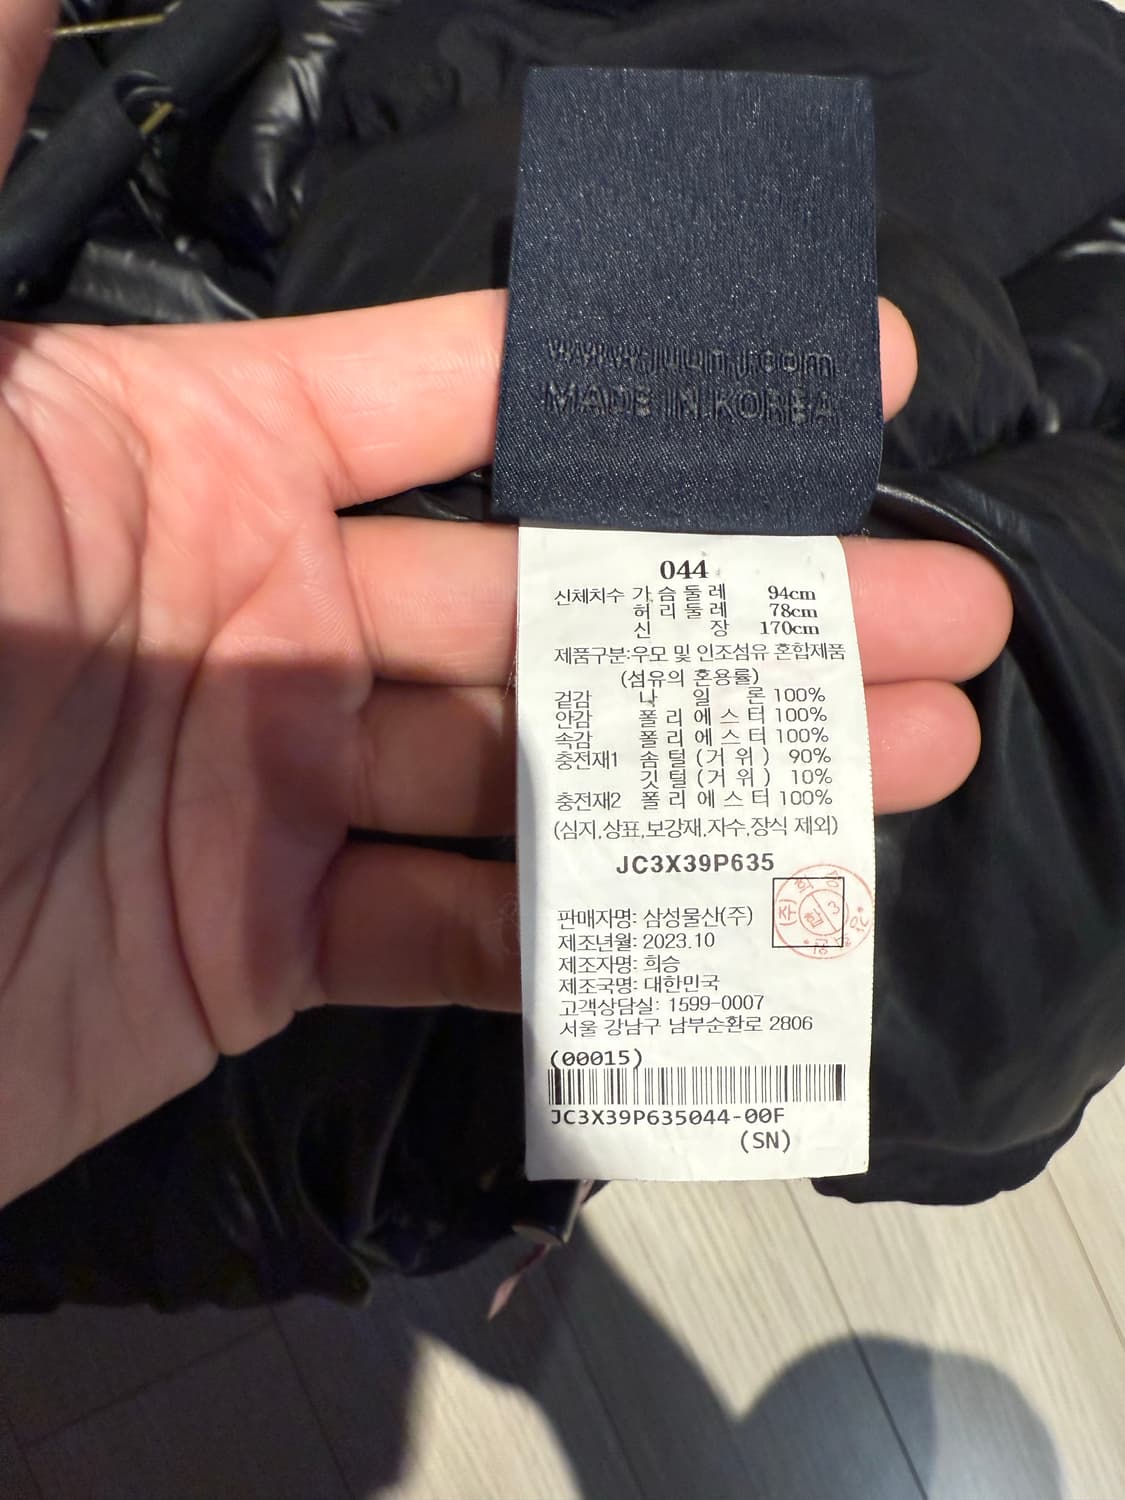 www.juunj.com
MADE IN KOREA
044
신체치수 가슴둘레 94cm
허리둘레 78cm
신 장 170cm
제품구분:우모 및 인조섬유 혼합제품
(섬유의 혼용률)
겉감 나 일 론 100%
안감 폴리에스터 100%
속감 폴리에스터 100%
충전재1 솜털(거위) 90%
깃털(거위) 10%
충전재2 폴리에스터 100%
(심지,상표,보강재,자수,장식 제외)
JC3X39P635
판매자명: 삼성물산(주)
제조년월: 2023.10
제조자명: 희승
제조국명: 대한민국
고객상담실: 1599-0007
서울 강남구 남부순환로 2806
(00015)
JC3X39P635044-00F
(SN)